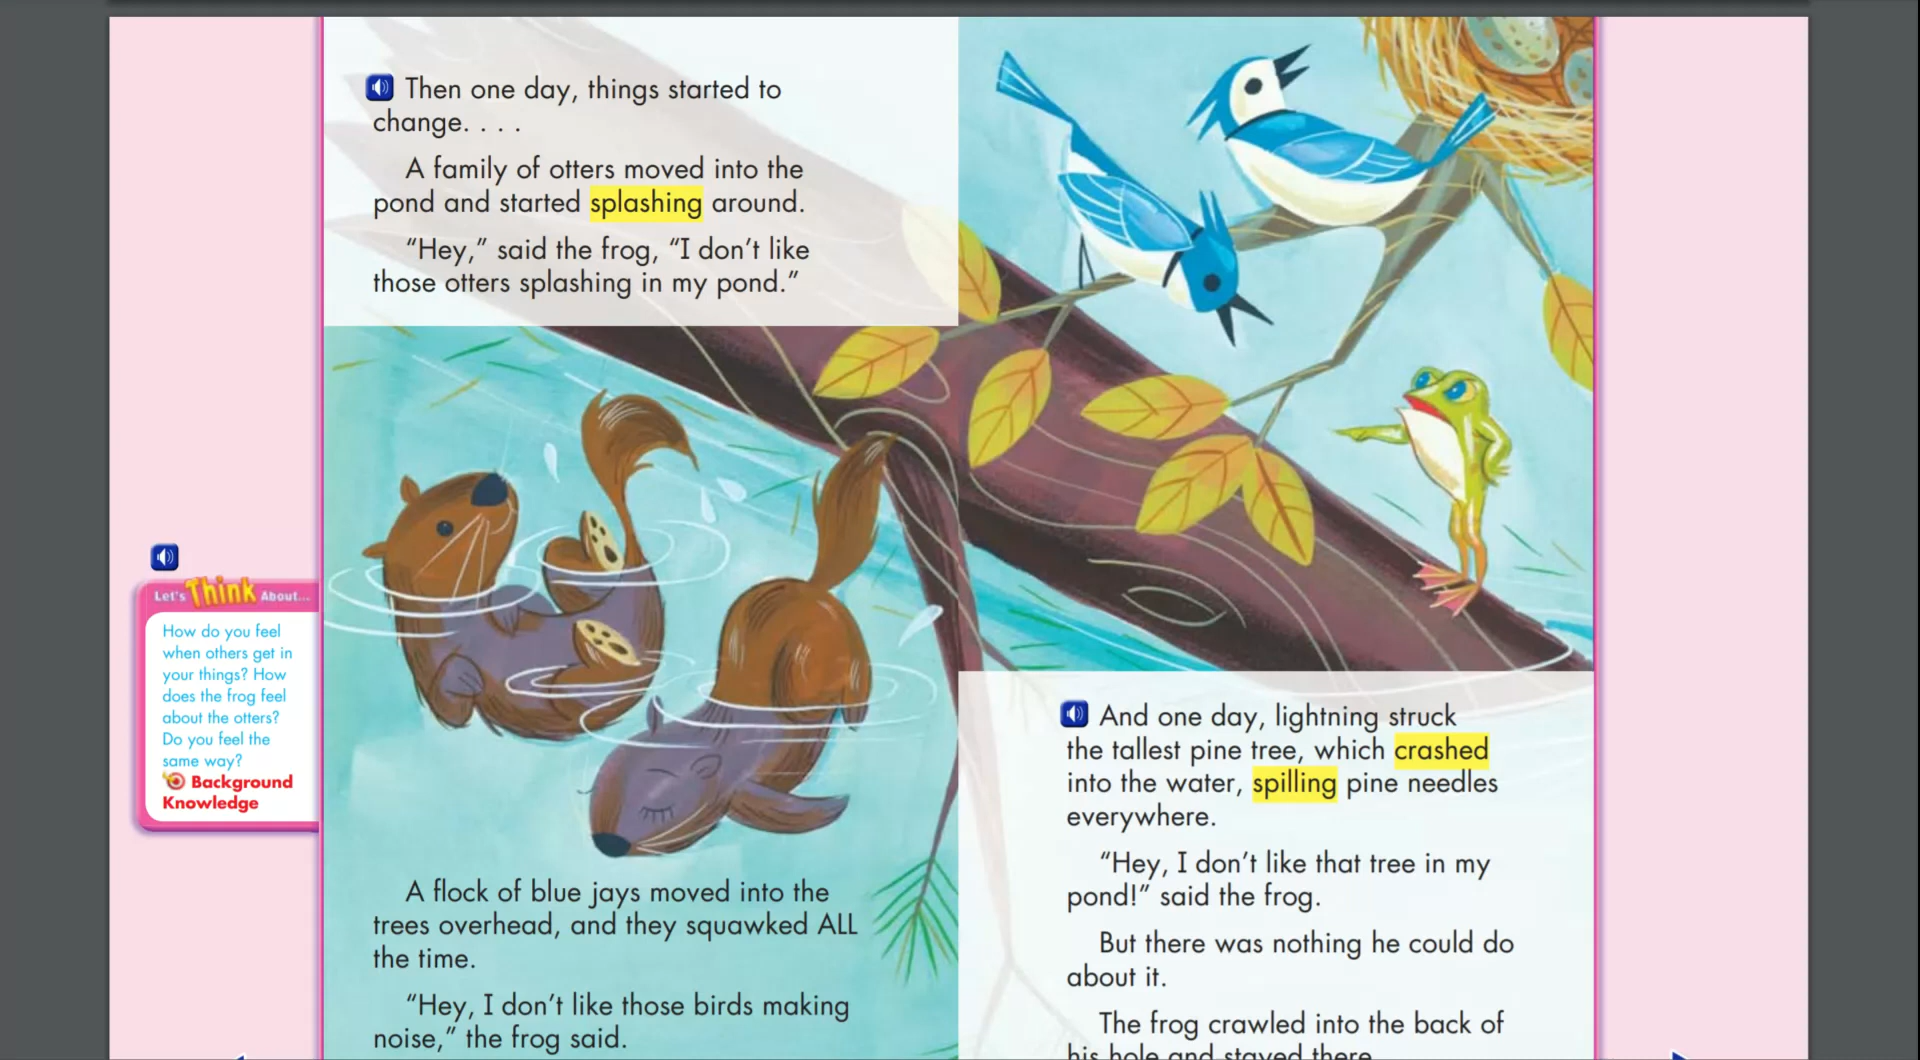 Then one day, things started to
change. . . .
A family of otters moved into the
pond and started splashing around.
“Hey,” said the frog, “I don’t like
those otters splashing in my pond.”
Let's Think About...
How do you feel
when others get in
your things? How
does the frog feel
about the otters?
Do you feel the
same way?
Background
Knowledge
A flock of blue jays moved into the
trees overhead, and they squawked ALL
the time.
“Hey, I don’t like those birds making
noise,” the frog said.
And one day, lightning struck
the tallest pine tree, which crashed
into the water, spilling pine needles
everywhere.
“Hey, I don’t like that tree in my
pond!” said the frog.
But there was nothing he could do
about it.
The frog crawled into the back of
his hole and stayed there.